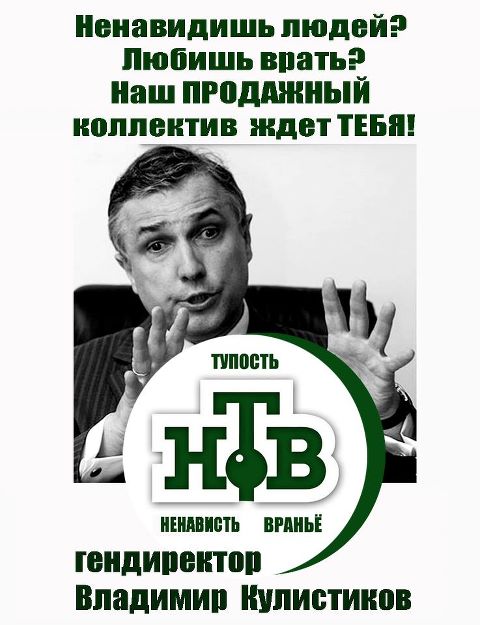 Ненавидишь людей?
Любишь врать?
Наш ПРОДАЖНЫЙ
коллектив ждет ТЕБЯ!
ТУПОСТЬ
НТВ
НЕНАВИСТЬ ВРАНЬЁ
гендиректор
Владимир Кулистиков